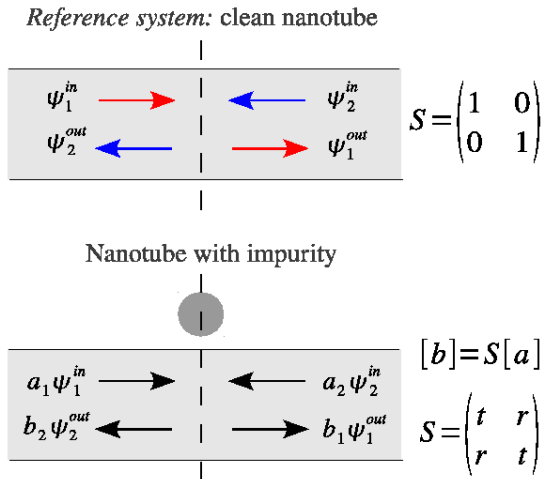 Reference system: clean nanotube
ψ₁ⁱⁿ ψ₂ⁱⁿ
ψ₂ᵒᵘᵗ ψ₁ᵒᵘᵗ
S = (1 0
0 1)
Nanotube with impurity
a₁ψ₁ⁱⁿ a₂ψ₂ⁱⁿ
b₂ψ₂ᵒᵘᵗ b₁ψ₁ᵒᵘᵗ
[b]=S[a]
S = (t r
r t)